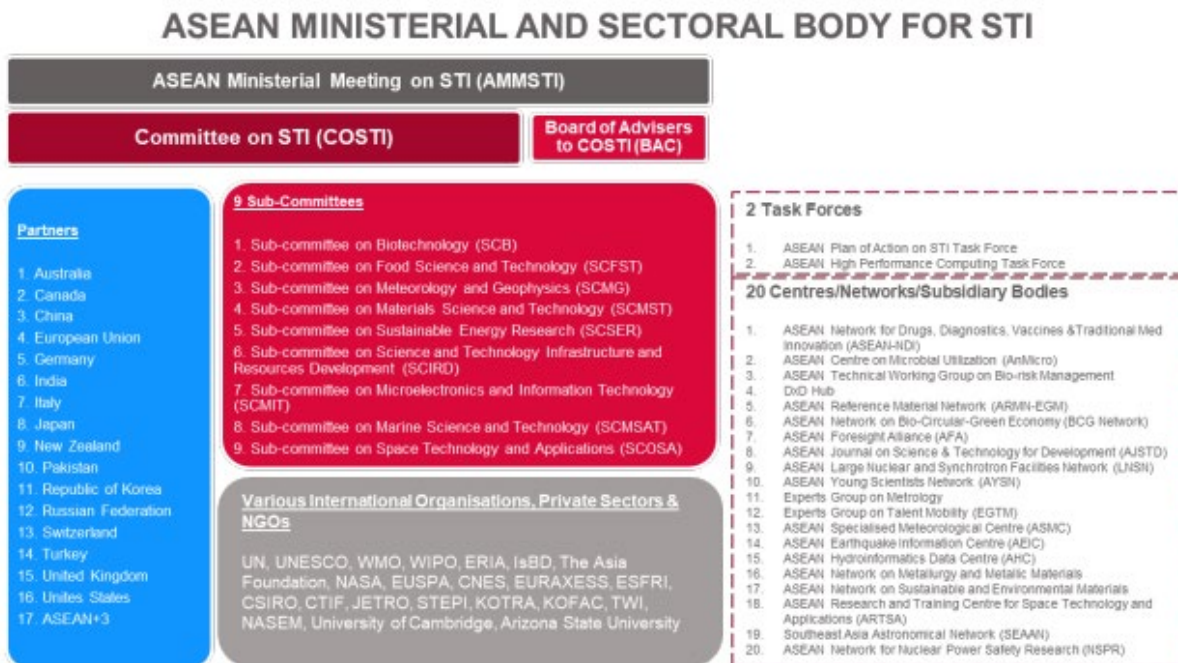 ASEAN MINISTERIAL AND SECTORAL BODY FOR STI
ASEAN Ministerial Meeting on STI (AMMSTI)
Committee on STI (COSTI)
Board of Advisers
to COSTI (BAC)
Partners
1. Australia
2. Canada
3. China
4. European Union
5. Germany
6. India
7. Italy
8. Japan
9. New Zealand
10. Pakistan
11. Republic of Korea
12. Russian Federation
13. Switzerland
14. Turkey
15. United Kingdom
16. Unites States
17. ASEAN+3
9 Sub-Committees
1. Sub-committee on Biotechnology (SCB)
2. Sub-committee on Food Science and Technology (SCFST)
3. Sub-committee on Meteorology and Geophysics (SCMG)
4. Sub-committee on Materials Science and Technology (SCMST)
5. Sub-committee on Sustainable Energy Research (SCSER)
6. Sub-committee on Science and Technology Infrastructure and
Resources Development (SCIRD)
7. Sub-committee on Microelectronics and Information Technology
(SCMIT)
8. Sub-committee on Marine Science and Technology (SCMSAT)
9. Sub-committee on Space Technology and Applications (SCOSA)
Various International Organisations, Private Sectors &
NGOs
UN, UNESCO, WMO, WIPO, ERIA, IsBD, The Asia
Foundation, NASA, EUSPA, CNES, EURAXESS, ESFRI,
CSIRO, CTIF, JETRO, STEPI, KOTRA, KOFAC, TWI,
NASEM, University of Cambridge, Arizona State University
2 Task Forces
1. ASEAN Plan of Action on STI Task Force
2. ASEAN High Performance Computing Task Force
20 Centres/Networks/Subsidiary Bodies
1. ASEAN Network for Drugs, Diagnostics, Vaccines &Traditional Med
Innovation (ASEAN-NDI)
2. ASEAN Centre on Microbial Utilization (AnMicro)
3. ASEAN Technical Working Group on Bio-risk Management
4. DxD Hub
5. ASEAN Reference Material Network (ARMN-EGM)
6. ASEAN Network on Bio-Circular-Green Economy (BCG Network)
7. ASEAN Foresight Alliance (AFA)
8. ASEAN Journal on Science & Technology for Development (AJSTD)
9. ASEAN Large Nuclear and Synchrotron Facilities Network (LNSN)
10. ASEAN Young Scientists Network (AYSN)
11. Experts Group on Metrology
12. Experts Group on Talent Mobility (EGTM)
13. ASEAN Specialised Meteorological Centre (ASMC)
14. ASEAN Earthquake Information Centre (AEIC)
15. ASEAN Hydroinformatics Data Centre (AHC)
16. ASEAN Network on Metallurgy and Metallic Materials
17. ASEAN Network on Sustainable and Environmental Materials
18. ASEAN Research and Training Centre for Space Technology and
Applications (ARTSA)
19. Southeast Asia Astronomical Network (SEAAN)
20. ASEAN Network for Nuclear Power Safety Research (NSPR)